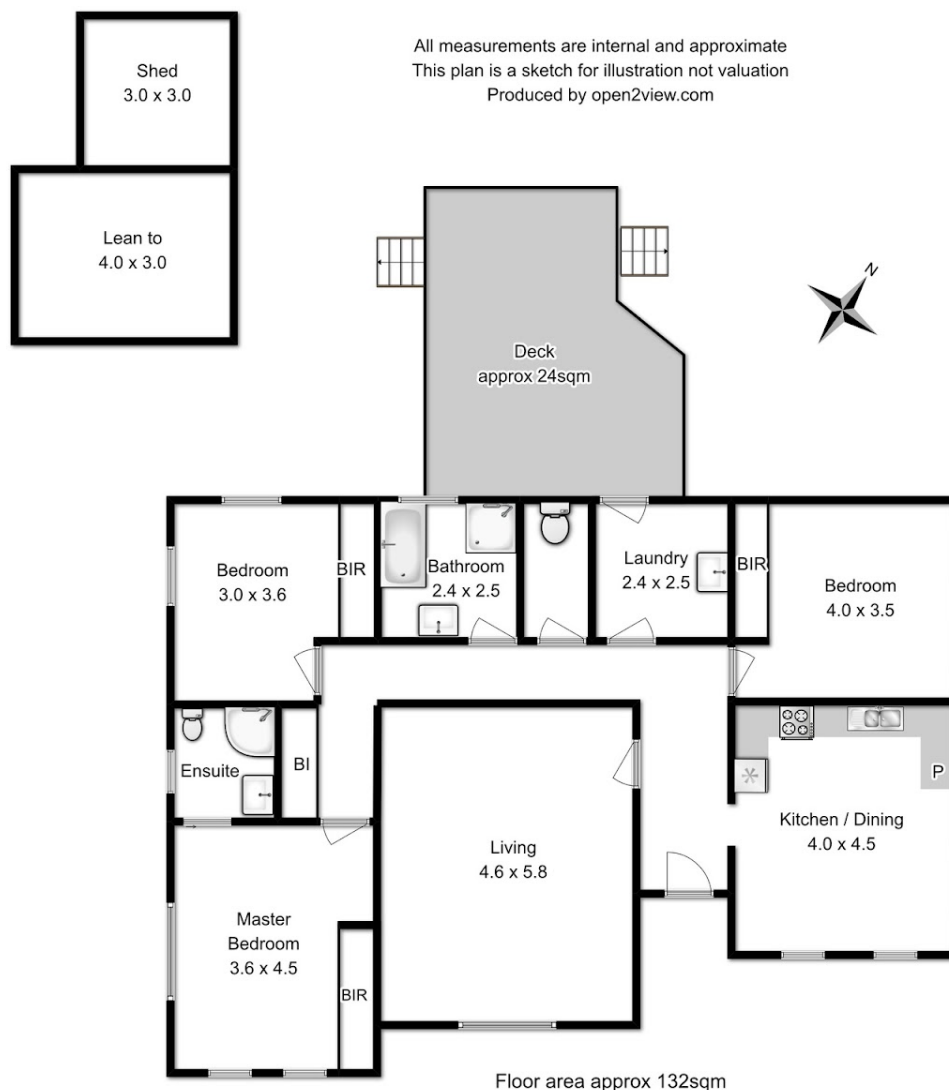 All measurements are internal and approximate
This plan is a sketch for illustration not valuation
Produced by open2view.com
Shed
3.0 x 3.0
Lean to
4.0 x 3.0
N
Deck
approx 24sqm
Bedroom
3.0 x 3.6
BIR
Bathroom
2.4 x 2.5
Laundry
2.4 x 2.5
BIR
Bedroom
4.0 x 3.5
Ensuite
BI
P
Kitchen / Dining
4.0 x 4.5
Living
4.6 x 5.8
Master
Bedroom
3.6 x 4.5
BIR
Floor area approx 132sqm